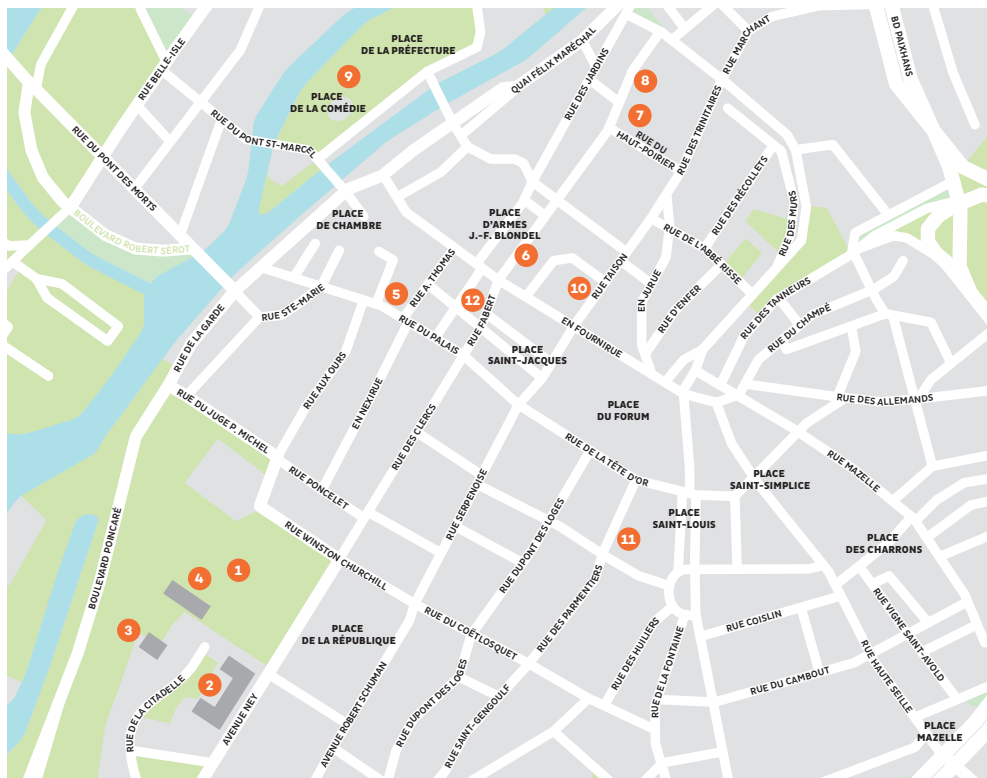 PLACE
DE LA PRÉFECTURE
9
PLACE
DE LA COMÉDIE
RUE BELLE-ISLE
RUE DU PONT ST-MARCEL
RUE DU PONT DES MORTS
BOULEVARD ROBERT SÉROT
QUAI FÉLIX MARÉCHAL
RUE DES JARDINS
RUE MARCHANT
BD PAIXHANS
8
7
RUE DU
HAUT-POIRIER
RUE DES TRINITAIRES
RUE DES RÉCOLLETS
RUE DES MURS
PLACE
DE CHAMBRE
PLACE
D'ARMES
J.-F. BLONDEL
6
RUE DE L'ABBÉ RISSE
RUE A. THOMAS
5
12
10
RUE TAISON
EN JURUE
RUE D'ENFER
RUE DES TANNEURS
RUE DU CHAMPÉ
RUE STE-MARIE
RUE DE LA GARDE
RUE DU PALAIS
RUE FABERT
EN FOURNIRUE
PLACE
SAINT-JACQUES
RUE AUX OURS
EN NEXIRUE
RUE DES CLERCS
PLACE
DU FORUM
RUE DES ALLEMANDS
RUE DU JUGE P. MICHEL
RUE PONCELET
RUE DE LA TÊTE D'OR
RUE MAZELLE
PLACE
SAINT-SIMPLICE
RUE SERPENOISE
RUE DUPONT DES LOGES
PLACE
SAINT-LOUIS
11
PLACE
DES CHARRONS
RUE WINSTON CHURCHILL
BOULEVARD POINCARÉ
1
4
3
2
PLACE
DE LA RÉPUBLIQUE
RUE DU COËTLOSQUET
RUE DES PARMENTIERS
RUE DES HUILIERS
RUE DE LA FONTAINE
RUE COISLIN
RUE VIGNE SAINT-AVOLD
RUE HAUTE SEILLE
RUE DU CAMBOUT
RUE DE LA CITADELLE
AVENUE NEY
AVENUE ROBERT SCHUMAN
RUE DUPONT DES LOGES
RUE SAINT-GENGOULF
PLACE
MAZELLE